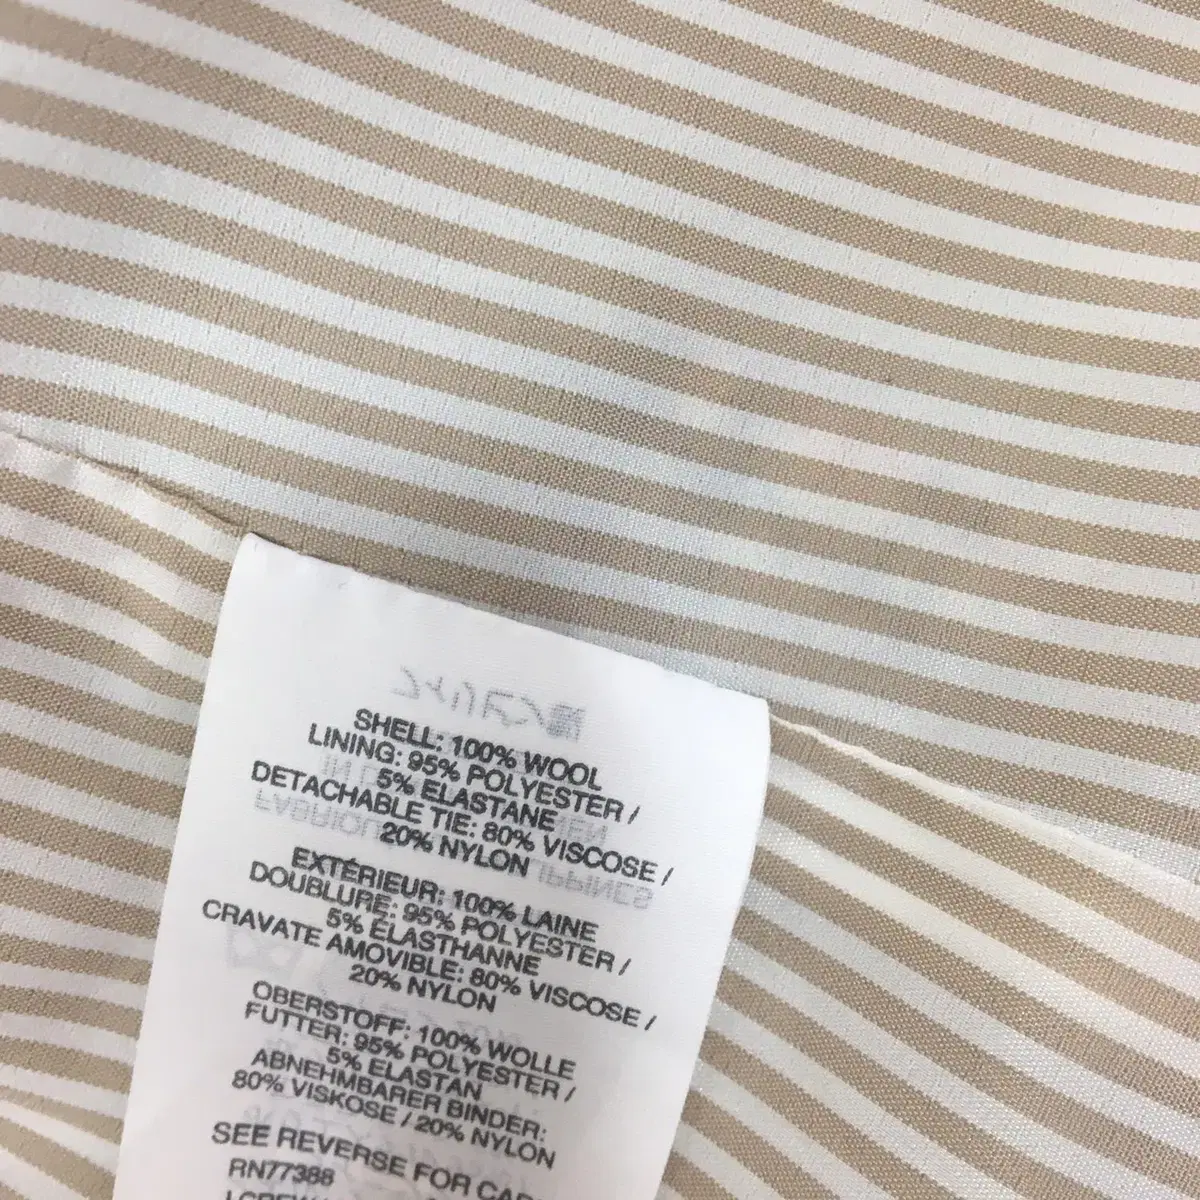 SHELL: 100% WOOL
LINING: 95% POLYESTER /
5% ELASTANE
DETACHABLE TIE: 80% VISCOSE /
20% NYLON
EXTÉRIEUR: 100% LAINE
DOUBLURE: 95% POLYESTER /
5% ÉLASTHANNE
CRAVATE AMOVIBLE: 80% VISCOSE /
20% NYLON
OBERSTOFF: 100% WOLLE
FUTTER: 95% POLYESTER /
5% ELASTAN
ABNEHMBARER BINDER:
80% VISKOSE / 20% NYLON
SEE REVERSE FOR
RN77388